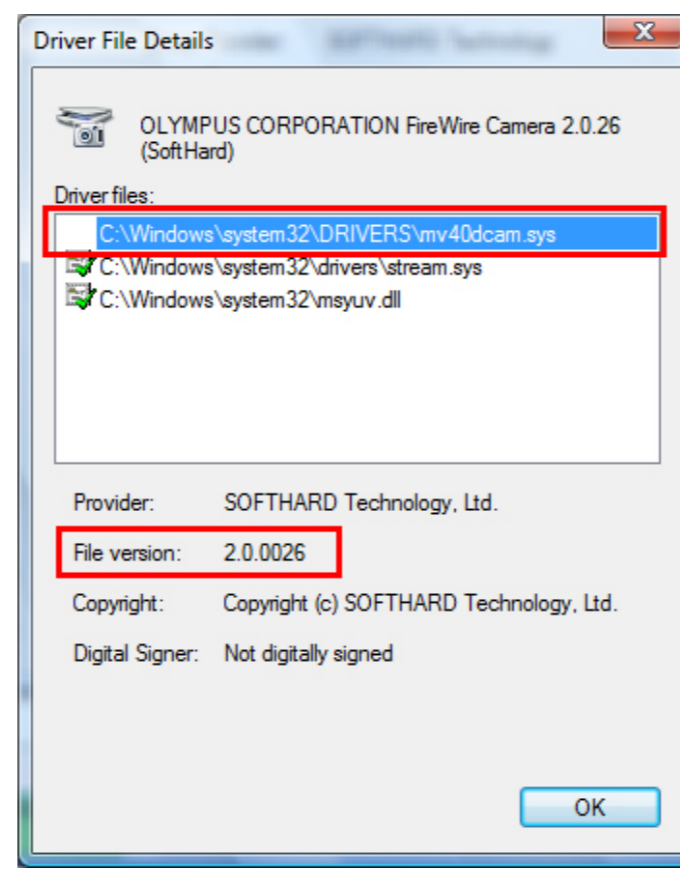 Driver File Details
OLYMPUS CORPORATION FireWire Camera 2.0.26
(SoftHard)
Driver files:
C:\Windows\system32\DRIVERS\mv40dcam.sys
C:\Windows\system32\drivers\stream.sys
C:\Windows\system32\msyuv.dll
Provider: SOFTHARD Technology, Ltd.
File version: 2.0.0026
Copyright: Copyright (c) SOFTHARD Technology, Ltd.
Digital Signer: Not digitally signed
OK